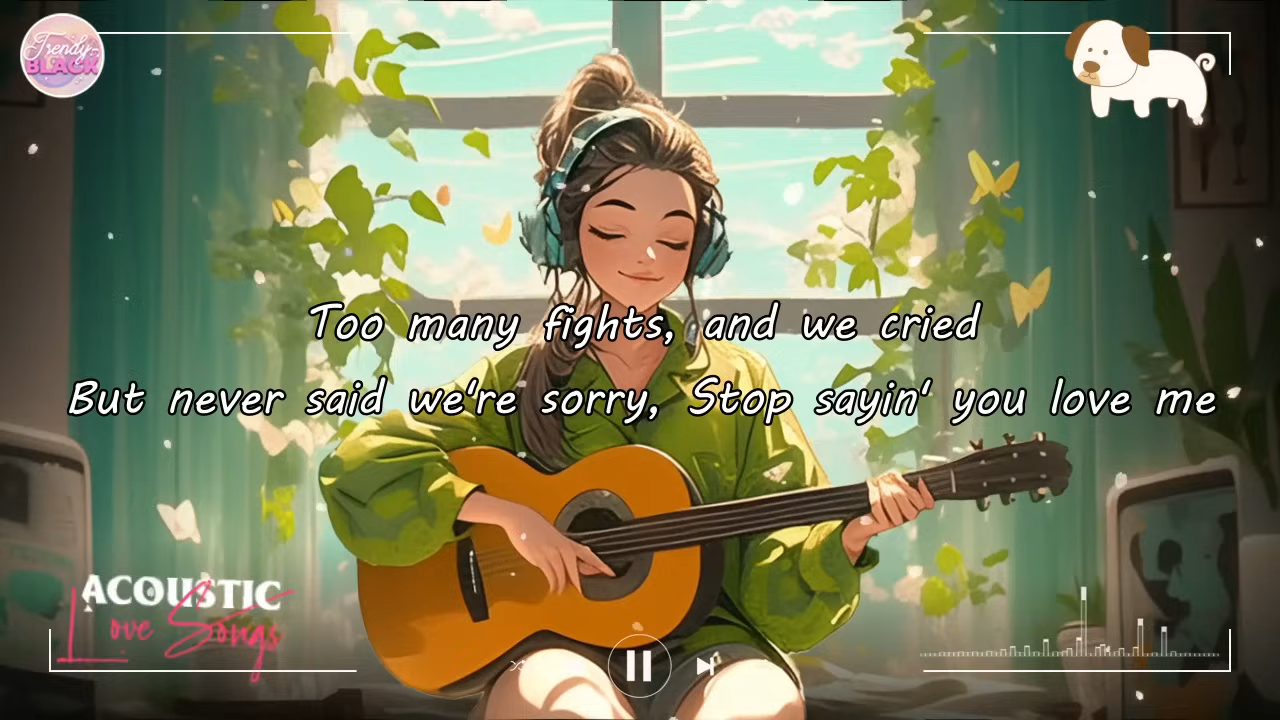 Trendy
BLACK
Too many fights, and we cried
But never said we're sorry, Stop sayin' you love me
ACOUSTIC
Love Songs